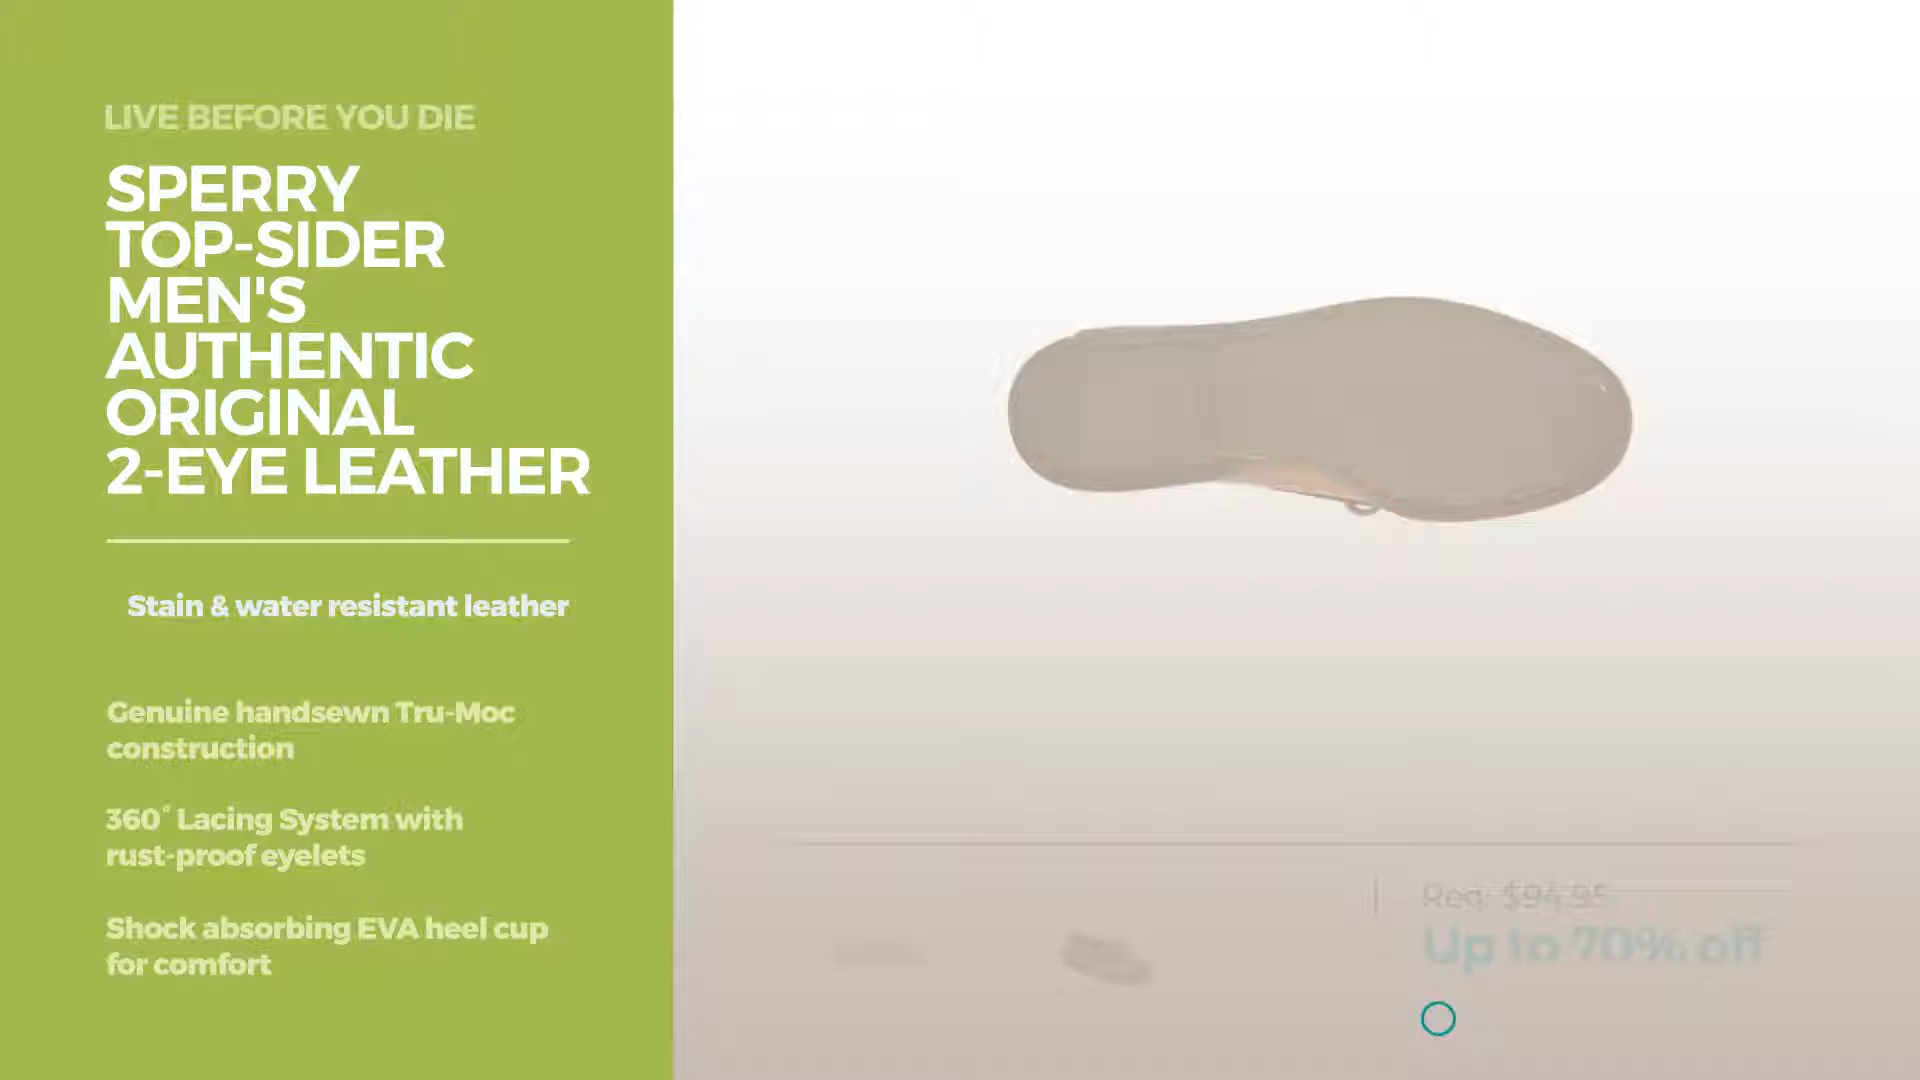 LIVE BEFORE YOU DIE
SPERRY
TOP-SIDER
MEN'S
AUTHENTIC
ORIGINAL
2-EYE LEATHER
Stain & water resistant leather
Genuine handsewn Tru-Moc
construction
360° Lacing System with
rust-proof eyelets
Shock absorbing EVA heel cup
for comfort
Reg: $94.95
Up to 70% off